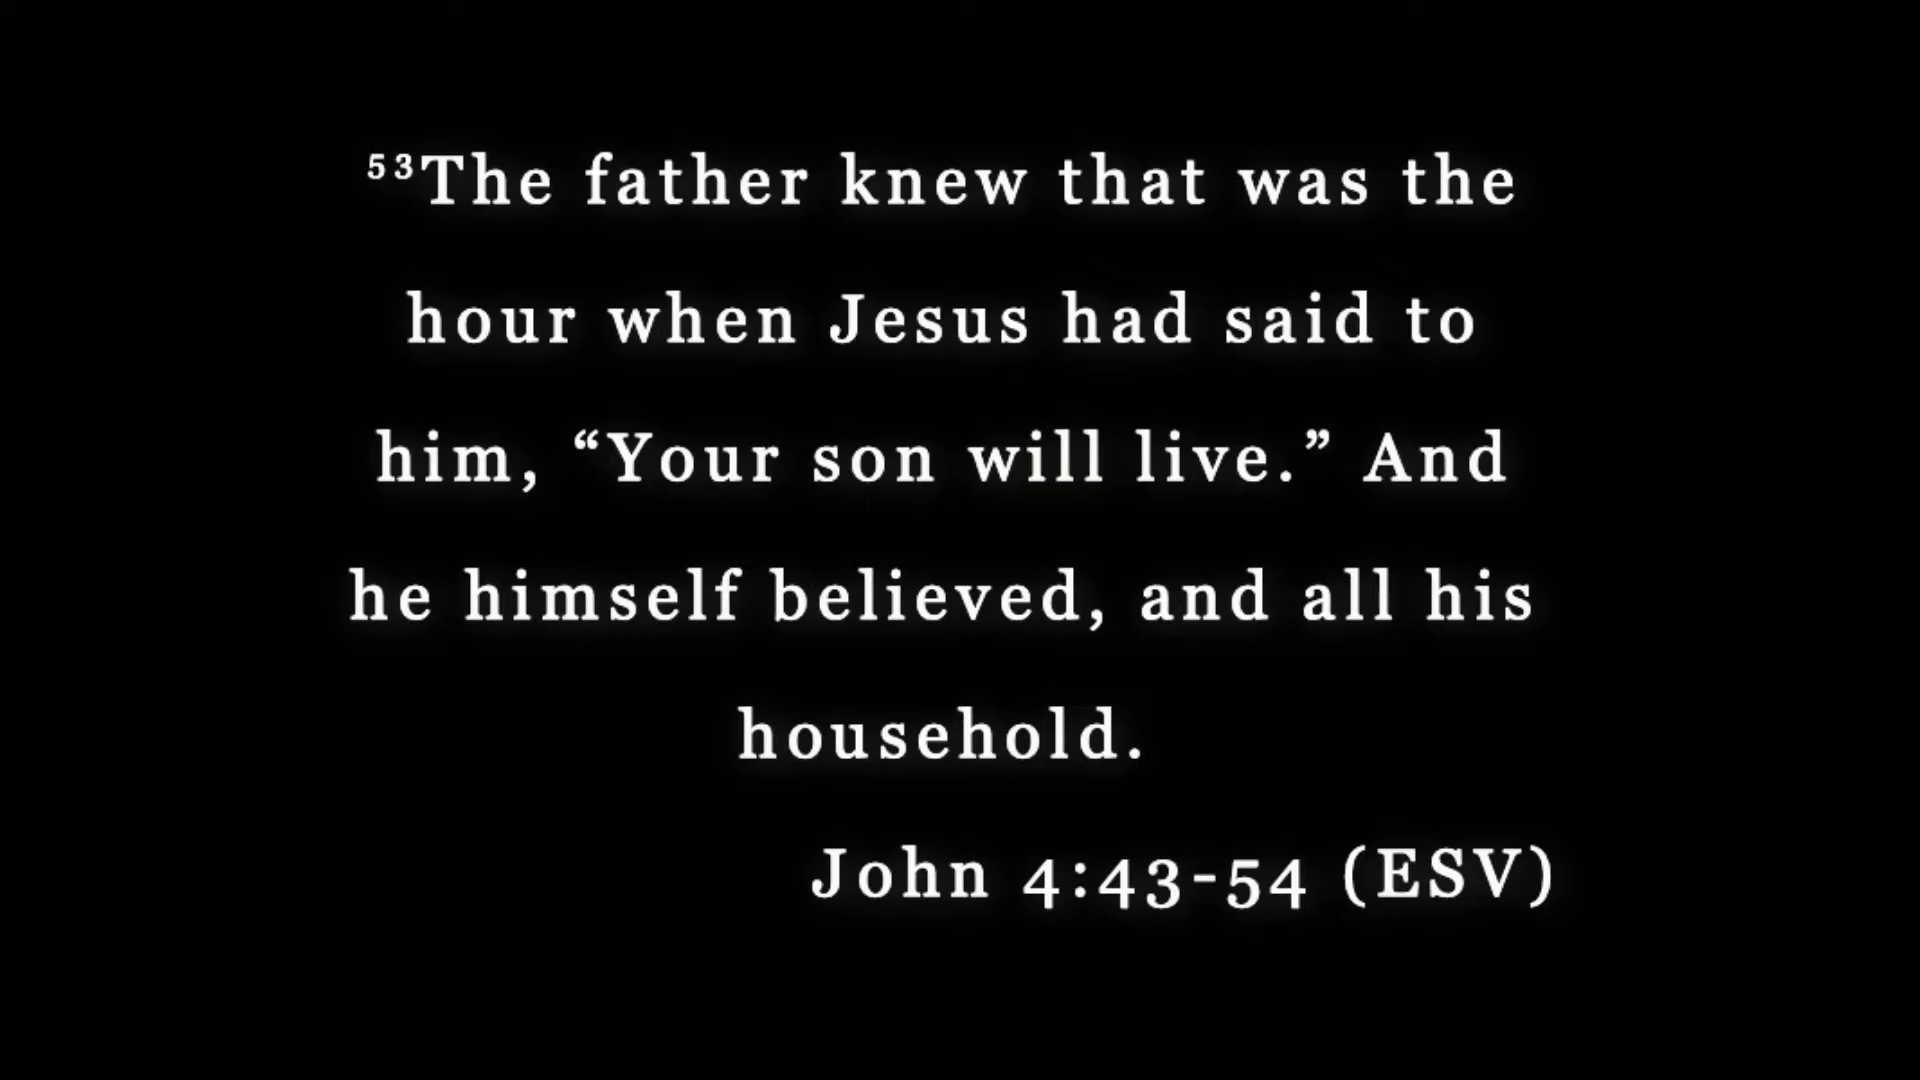 ⁵³The father knew that was the
hour when Jesus had said to
him, “Your son will live.” And
he himself believed, and all his
household.
John 4:43-54 (ESV)